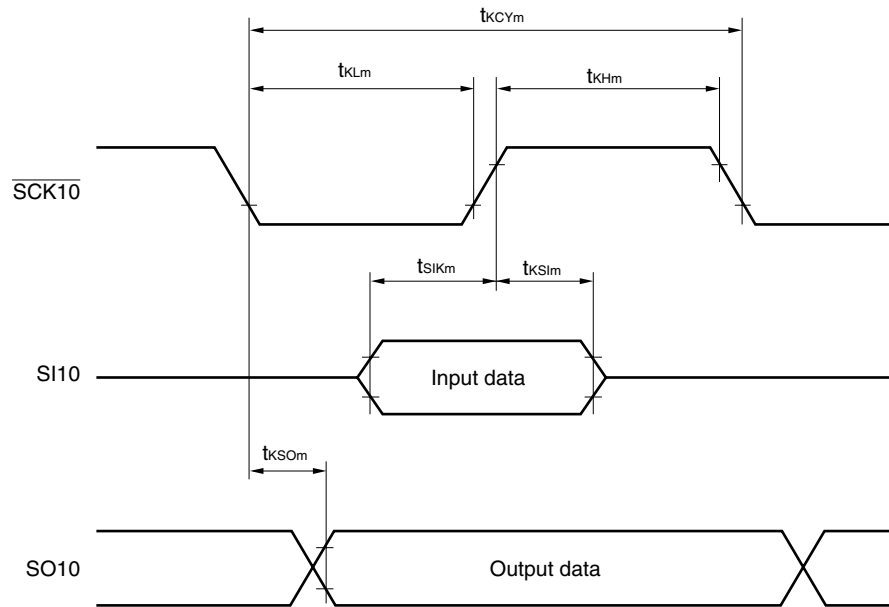 tKCYm
tKLm
tKHm
SCK10
tSIKm
tKSIm
SI10
Input data
tKSOm
SO10
Output data